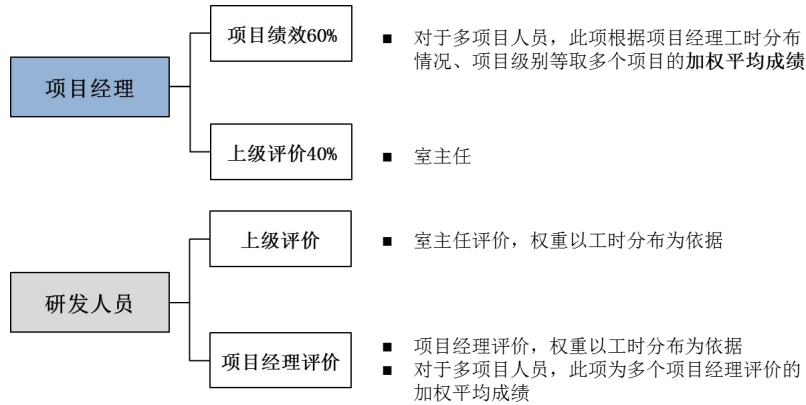 项目经理
项目绩效60%
■ 对于多项目人员，此项根据项目经理工时分布
情况、项目级别等取多个项目的加权平均成绩
上级评价40%
■ 室主任
研发人员
上级评价
■ 室主任评价，权重以工时分布为依据
项目经理评价
■ 项目经理评价，权重以工时分布为依据
■ 对于多项目人员，此项为多个项目经理评价的
加权平均成绩